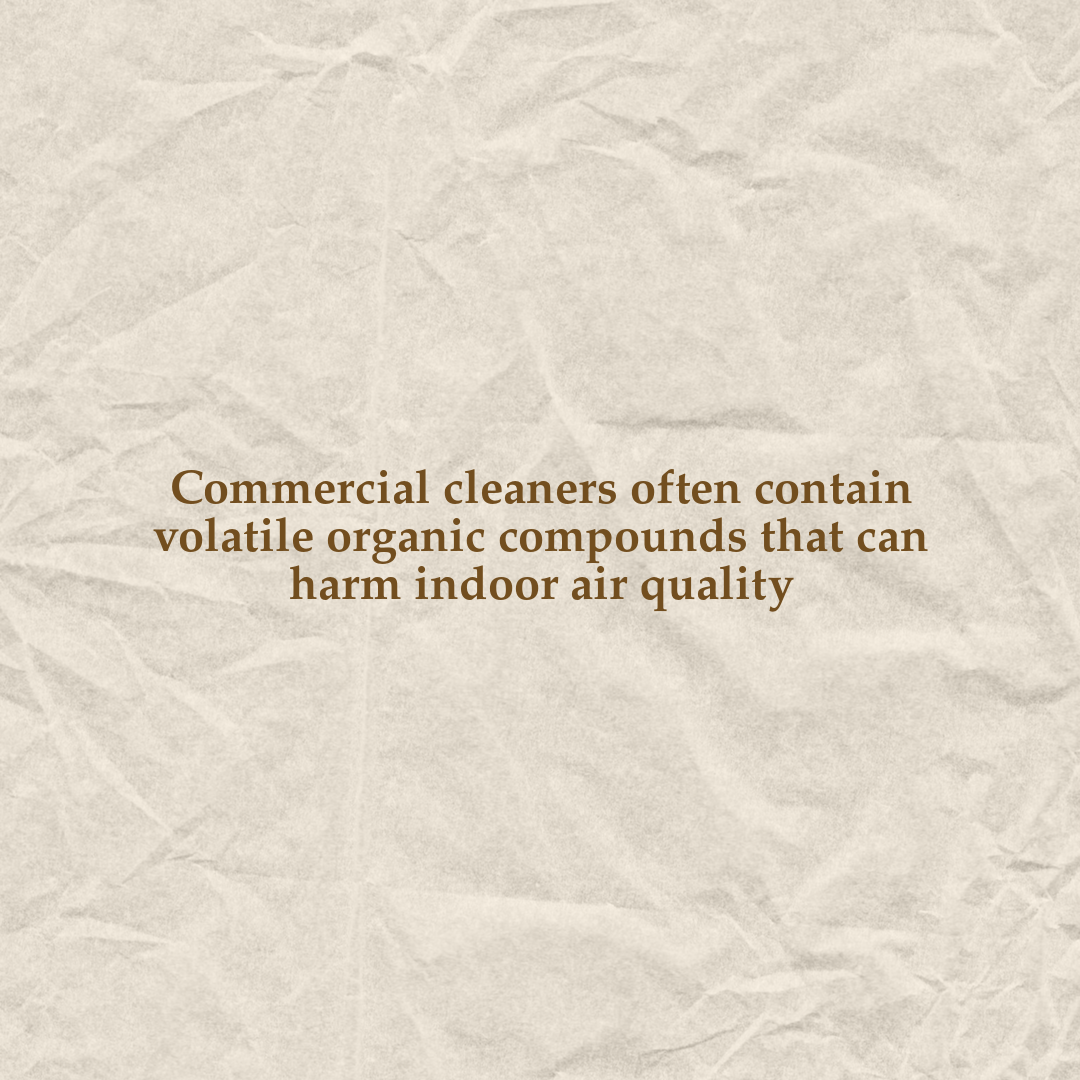 Commercial cleaners often contain
volatile organic compounds that can
harm indoor air quality